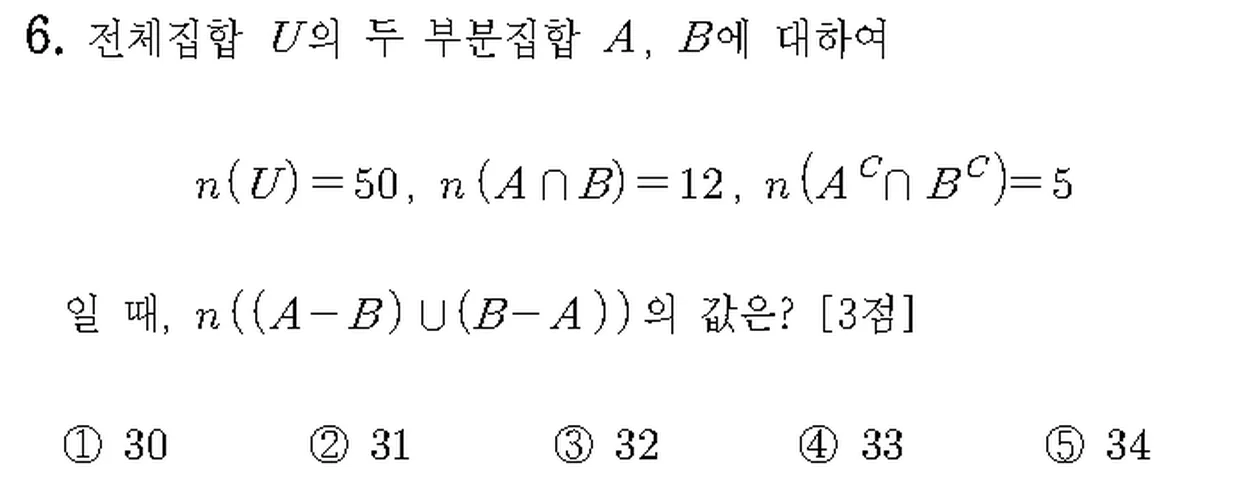 6. 전체집합 U의 두 부분집합 A, B에 대하여
n(U)=50, n(A∩B)=12, n(A^C∩B^C)=5
일 때, n((A-B)∪(B-A))의 값은? [3점]
① 30 ② 31 ③ 32 ④ 33 ⑤ 34